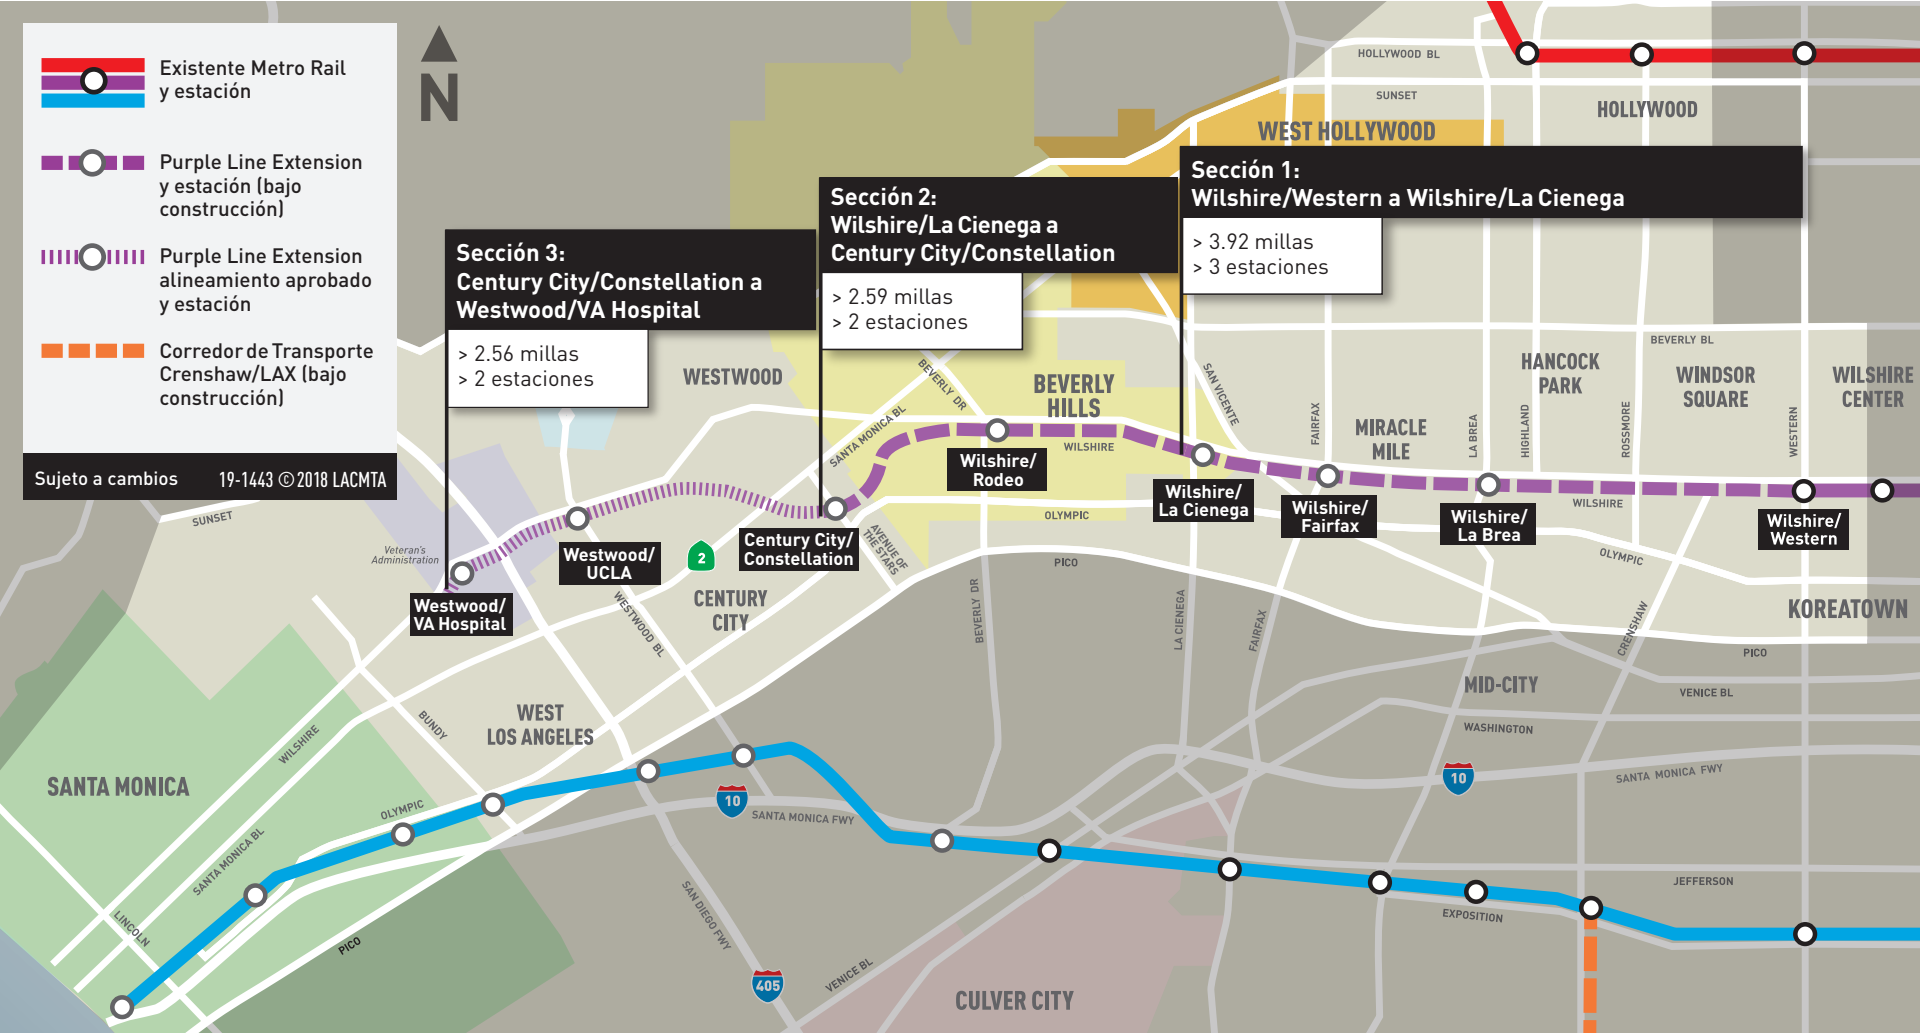 Existente Metro Rail
y estación
Purple Line Extension
y estación (bajo
construcción)
Purple Line Extension
alineamiento aprobado
y estación
Corredor de Transporte
Crenshaw/LAX (bajo
construcción)
Sujeto a cambios 19-1443 © 2018 LACMTA
N
Sección 3:
Century City/Constellation a
Westwood/VA Hospital
> 2.56 millas
> 2 estaciones
Sección 2:
Wilshire/La Cienega a
Century City/Constellation
> 2.59 millas
> 2 estaciones
Sección 1:
Wilshire/Western a Wilshire/La Cienega
> 3.92 millas
> 3 estaciones
HOLLYWOOD BL
SUNSET
HOLLYWOOD
WEST HOLLYWOOD
BEVERLY BL
WESTWOOD
BEVERLY DR
BEVERLY
HILLS
SANTA MONICA BL
SAN VICENTE
FAIRFAX
MIRACLE
MILE
LA BREA
HIGHLAND
HANCOCK
PARK
ROSSMORE
WINDSOR
SQUARE
WESTERN
WILSHIRE
CENTER
WILSHIRE
WILSHIRE
Wilshire/
Rodeo
Wilshire/
La Cienega
Wilshire/
Fairfax
Wilshire/
La Brea
Wilshire/
Western
OLYMPIC
OLYMPIC
SUNSET
Veteran's
Administration
Westwood/
VA Hospital
Westwood/
UCLA
2
Century City/
Constellation
AVENUE OF
THE STARS
CENTURY
CITY
WESTWOOD BL
PICO
BEVERLY DR
LA CIENEGA
FAIRFAX
CRENSHAW
KOREATOWN
PICO
MID-CITY
VENICE BL
WASHINGTON
10
SANTA MONICA FWY
WEST
LOS ANGELES
BUNDY
WILSHIRE
SANTA MONICA
OLYMPIC
SANTA MONICA BL
LINCOLN
PICO
10
SANTA MONICA FWY
SAN DIEGO FWY
405
VENICE BL
CULVER CITY
EXPOSITION
JEFFERSON